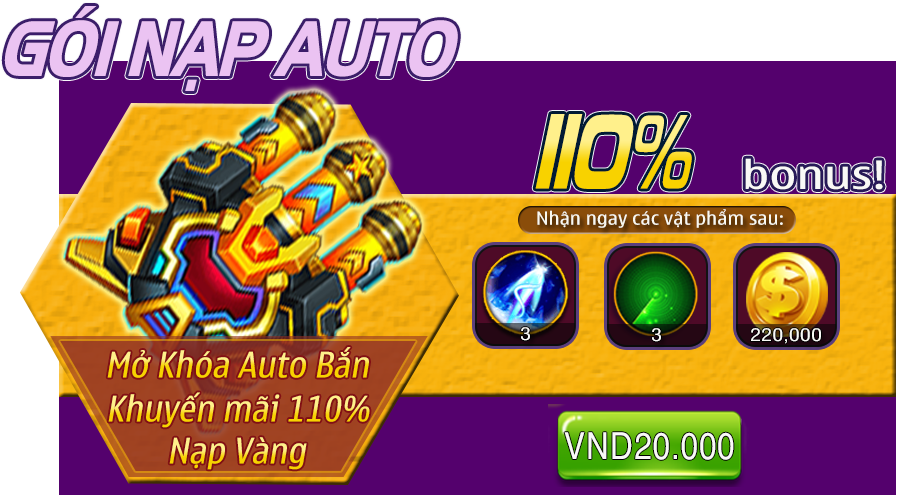 GÓI NẠP AUTO
110%
bonus!
Nhận ngay các vật phẩm sau:
3
3
220,000
Mở Khóa Auto Bắn
Khuyến mãi 110%
Nạp Vàng
VND20.000